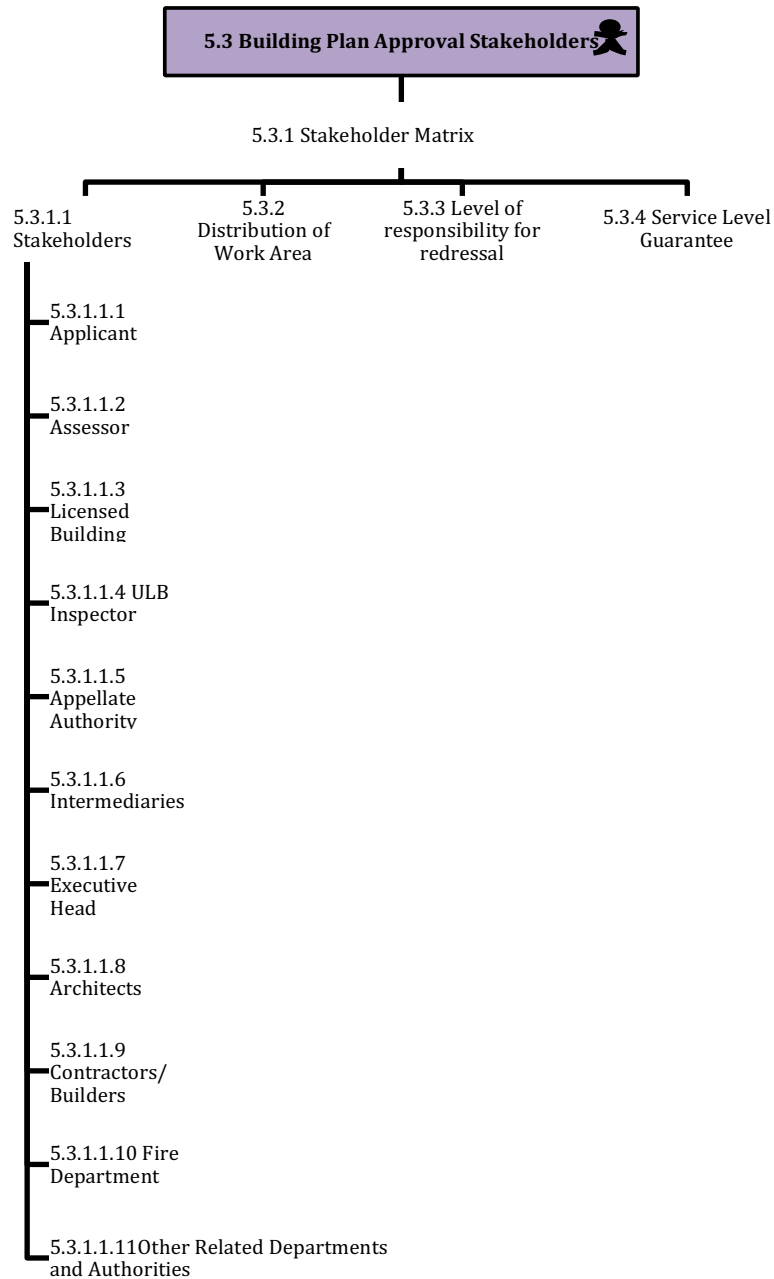 5.3 Building Plan Approval Stakeholders
5.3.1 Stakeholder Matrix
5.3.1.1
Stakeholders
5.3.2
Distribution of
Work Area
5.3.3 Level of
responsibility for
redressal
5.3.4 Service Level
Guarantee
5.3.1.1.1
Applicant
5.3.1.1.2
Assessor
5.3.1.1.3
Licensed
Building
5.3.1.1.4 ULB
Inspector
5.3.1.1.5
Appellate
Authority
5.3.1.1.6
Intermediaries
5.3.1.1.7
Executive
Head
5.3.1.1.8
Architects
5.3.1.1.9
Contractors/
Builders
5.3.1.1.10 Fire
Department
5.3.1.1.11Other Related Departments
and Authorities